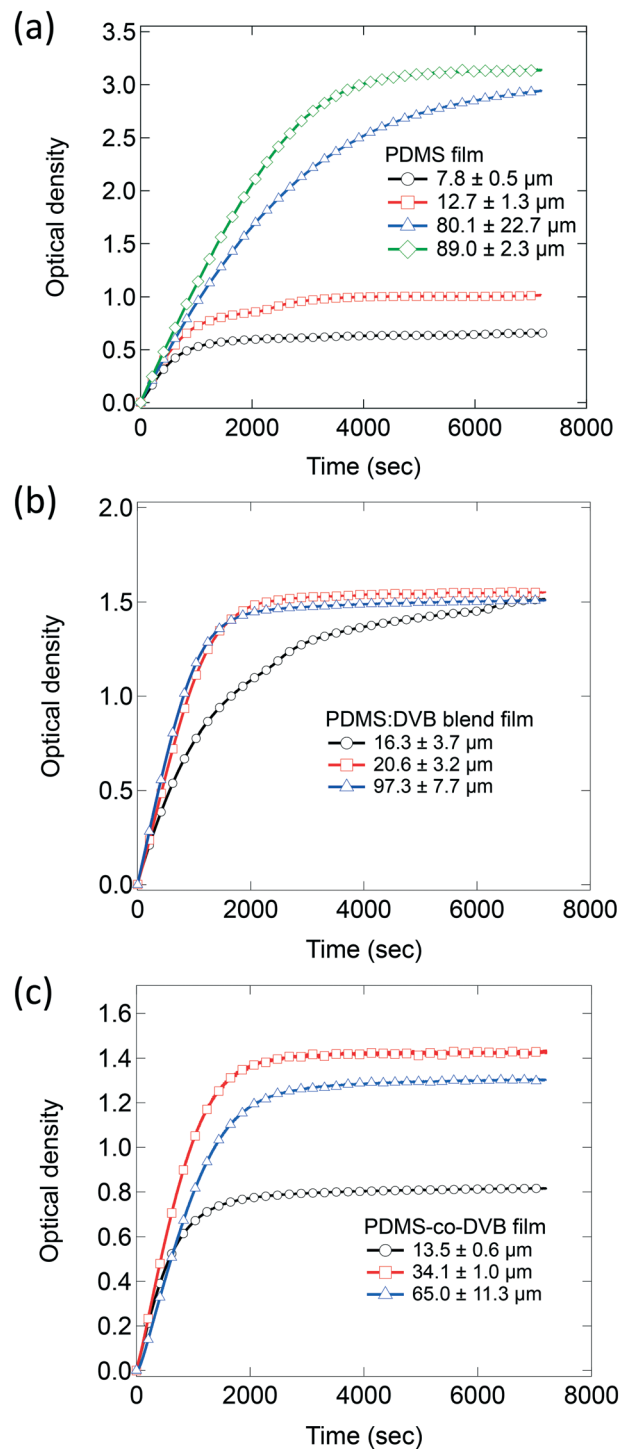 (a)
3.5
3.0
2.5
2.0
1.5
1.0
0.5
0.0
Optical density
PDMS film
7.8 ± 0.5 μm
12.7 ± 1.3 μm
80.1 ± 22.7 μm
89.0 ± 2.3 μm
0 2000 4000 6000 8000
Time (sec)
(b)
2.0
1.5
1.0
0.5
0.0
Optical density
PDMS:DVB blend film
16.3 ± 3.7 μm
20.6 ± 3.2 μm
97.3 ± 7.7 μm
0 2000 4000 6000 8000
Time (sec)
(c)
1.6
1.4
1.2
1.0
0.8
0.6
0.4
0.2
0.0
Optical density
PDMS-co-DVB film
13.5 ± 0.6 μm
34.1 ± 1.0 μm
65.0 ± 11.3 μm
0 2000 4000 6000 8000
Time (sec)